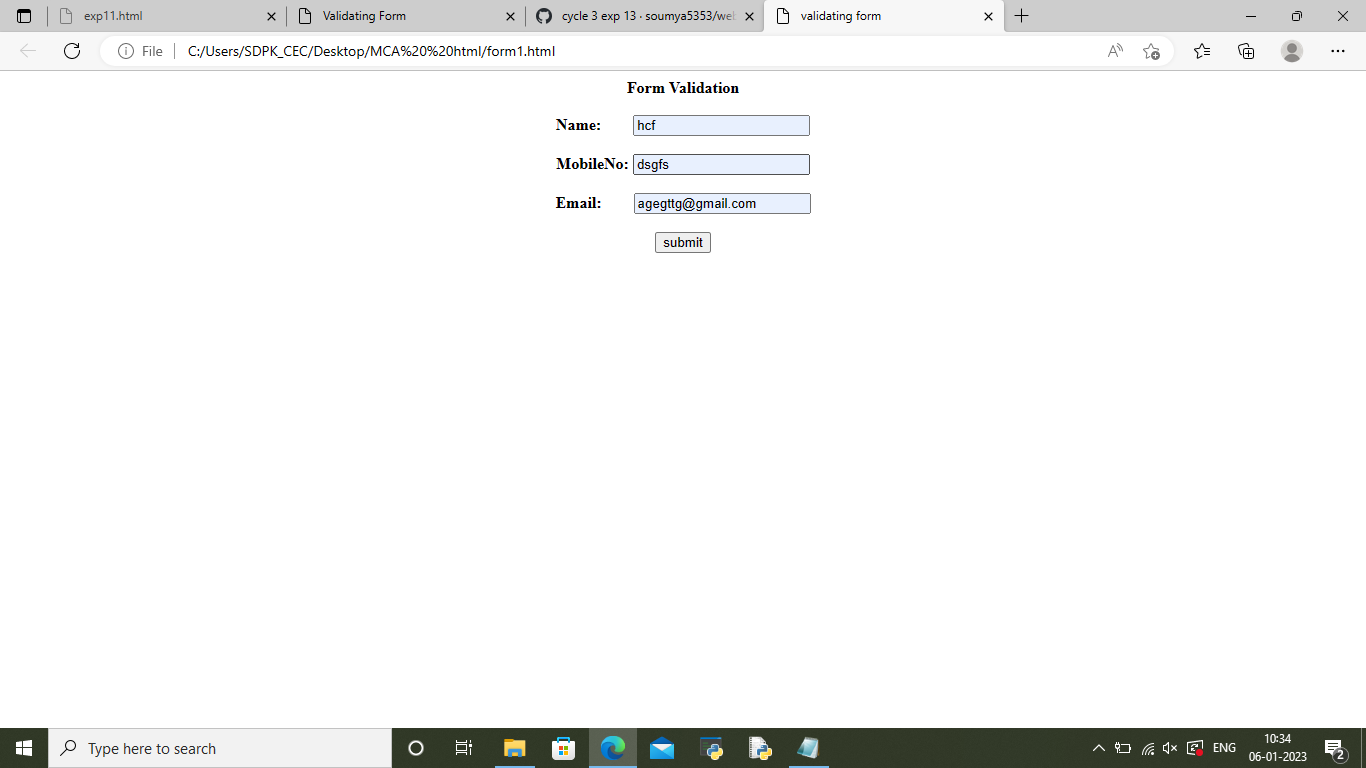 exp11.html
Validating Form
cycle 3 exp 13 · soumya5353/web
validating form
File
C:/Users/SDPK_CEC/Desktop/MCA%20%20html/form1.html
Form Validation
Name: hcf
MobileNo: dsgfs
Email: agegttg@gmail.com
submit
Type here to search
ENG
10:34
06-01-2023
2